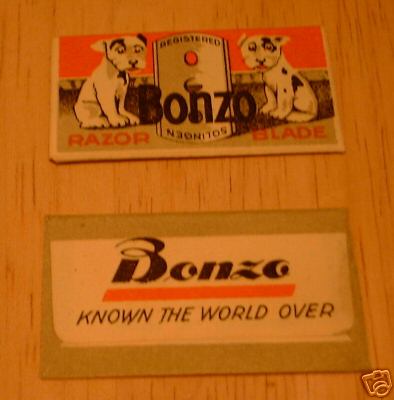 REGISTERED
Bonzo
RAZOR BLADE
SOLINGEN
Bonzo
KNOWN THE WORLD OVER